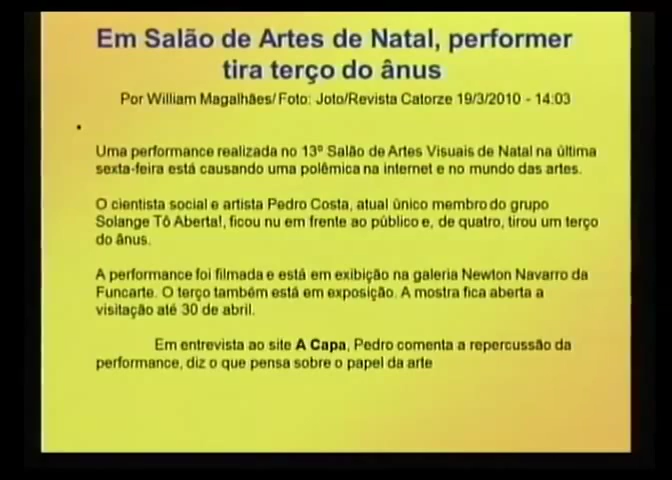 Em Salão de Artes de Natal, performer
tira terço do ânus
Por William Magalhães/ Foto: Joto/Revista Catorze 19/3/2010 - 14:03
•
Uma performance realizada no 13º Salão de Artes Visuais de Natal na última
sexta-feira está causando uma polêmica na internet e no mundo das artes.
O cientista social e artista Pedro Costa, atual único membro do grupo
Solange Tô Aberta!, ficou nu em frente ao público e, de quatro, tirou um terço
do ânus.
A performance foi filmada e está em exibição na galeria Newton Navarro da
Funcarte. O terço também está em exposição. A mostra fica aberta a
visitação até 30 de abril.
Em entrevista ao site A Capa, Pedro comenta a repercussão da
performance, diz o que pensa sobre o papel da arte